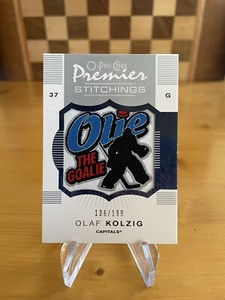 O-Pee-Chee
Premier
STITCHINGS
37
G
Olie
THE GOALIE
136/199
OLAF KOLZIG
CAPITALS®